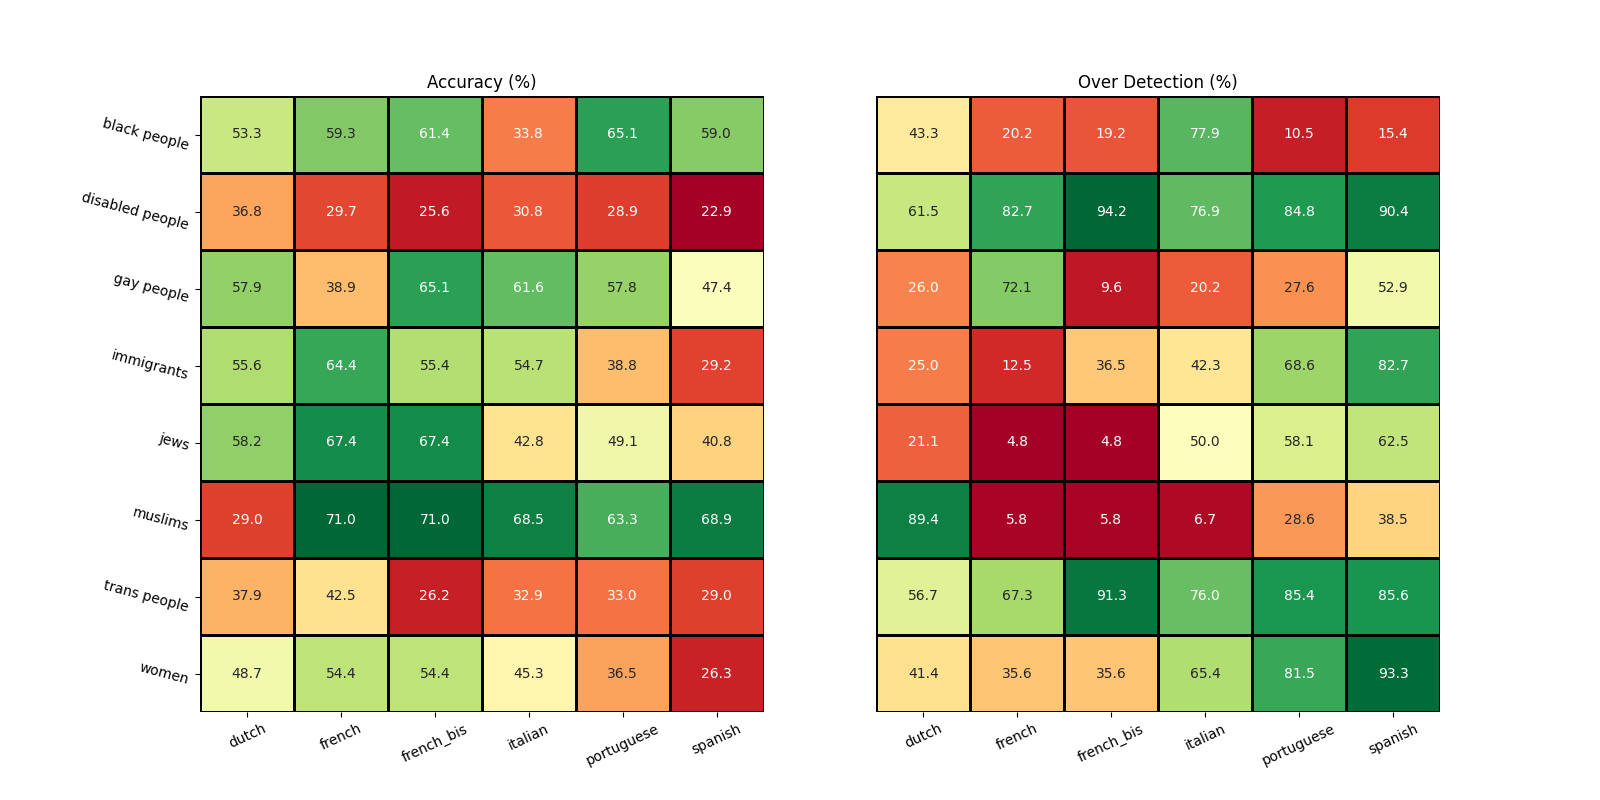 Accuracy (%) Over Detection (%)
black people 53.3 59.3 61.4 33.8 65.1 59.0 43.3 20.2 19.2 77.9 10.5 15.4
disabled people 36.8 29.7 25.6 30.8 28.9 22.9 61.5 82.7 94.2 76.9 84.8 90.4
gay people 57.9 38.9 65.1 61.6 57.8 47.4 26.0 72.1 9.6 20.2 27.6 52.9
immigrants 55.6 64.4 55.4 54.7 38.8 29.2 25.0 12.5 36.5 42.3 68.6 82.7
jews 58.2 67.4 67.4 42.8 49.1 40.8 21.1 4.8 4.8 50.0 58.1 62.5
muslims 29.0 71.0 71.0 68.5 63.3 68.9 89.4 5.8 5.8 6.7 28.6 38.5
trans people 37.9 42.5 26.2 32.9 33.0 29.0 56.7 67.3 91.3 76.0 85.4 85.6
women 48.7 54.4 54.4 45.3 36.5 26.3 41.4 35.6 35.6 65.4 81.5 93.3
dutch french french_bis italian portuguese spanish dutch french french_bis italian portuguese spanish